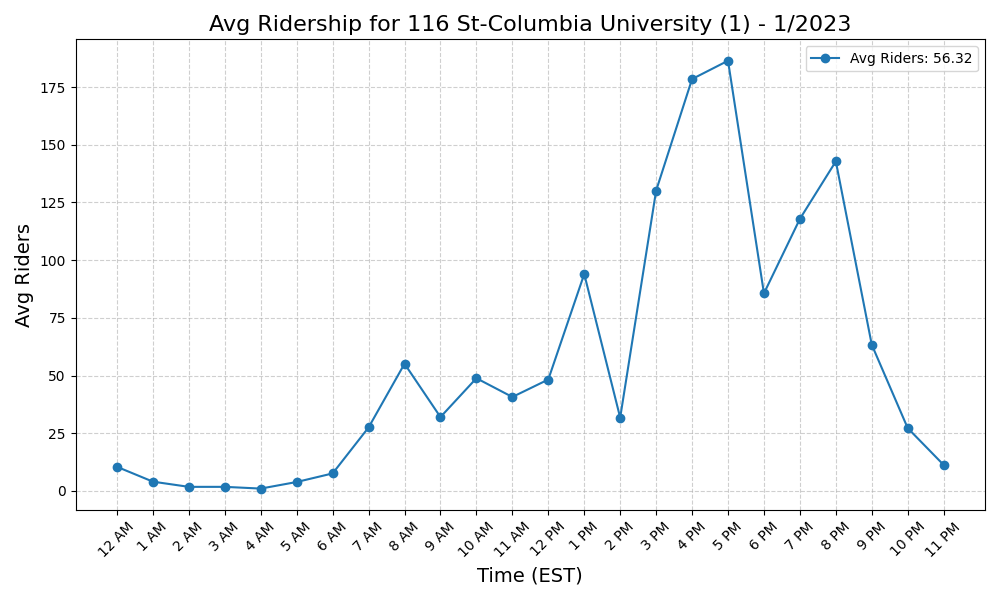 Avg Ridership for 116 St-Columbia University (1) - 1/2023
Avg Riders: 56.32
Avg Riders
175
150
125
100
75
50
25
0
12 AM
1 AM
2 AM
3 AM
4 AM
5 AM
6 AM
7 AM
8 AM
9 AM
10 AM
11 AM
12 PM
1 PM
2 PM
3 PM
4 PM
5 PM
6 PM
7 PM
8 PM
9 PM
10 PM
11 PM
Time (EST)